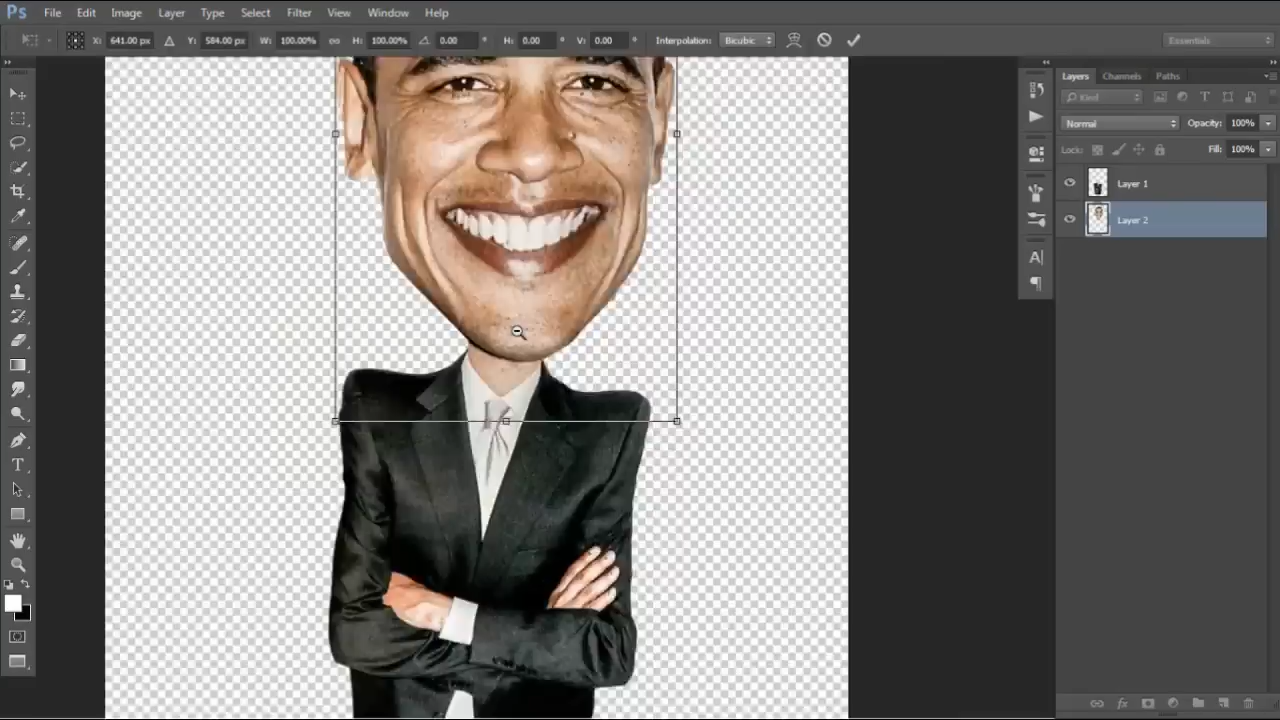 Ps File Edit Image Layer Type Select Filter View Window Help
X: 641.00 px Y: 584.00 px W: 100.00% H: 100.00% 0.00 ° H: 0.00 ° V: 0.00 ° Interpolation: Bicubic Essentials
Layers Channels Paths
Kind T
Normal Opacity: 100%
Lock: Fill: 100%
Layer 1
Layer 2
A
T
fx